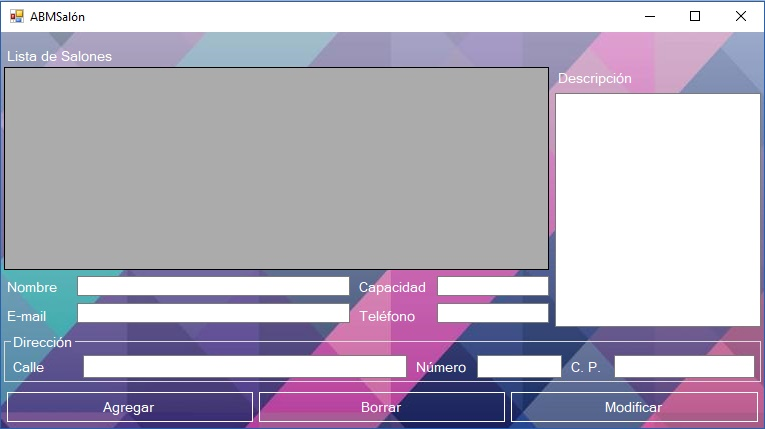 ABMSalón
Lista de Salones
Descripción
Nombre
Capacidad
E-mail
Teléfono
Dirección
Calle
Número
C. P.
Agregar
Borrar
Modificar